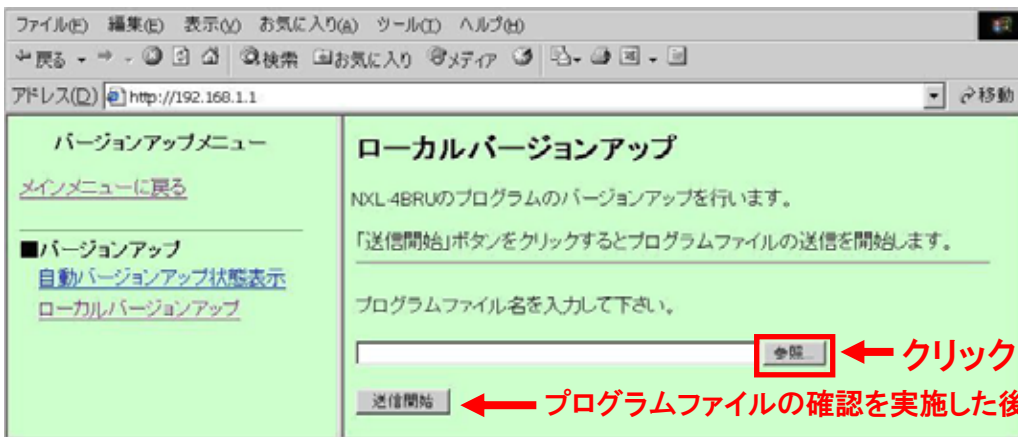 ファイル(E) 編集(E) 表示(V) お気に入り(A) ツール(T) ヘルプ(H)
戻る 検索 お気に入り メディア
アドレス(D) http://192.168.1.1 移動
バージョンアップメニュー
メインメニューに戻る
■バージョンアップ
自動バージョンアップ状態表示
ローカルバージョンアップ
ローカルバージョンアップ
NXL-4BRUのプログラムのバージョンアップを行います。
「送信開始」ボタンをクリックするとプログラムファイルの送信を開始します。
プログラムファイル名を入力して下さい。
参照... クリック
送信開始 プログラムファイルの確認を実施した後